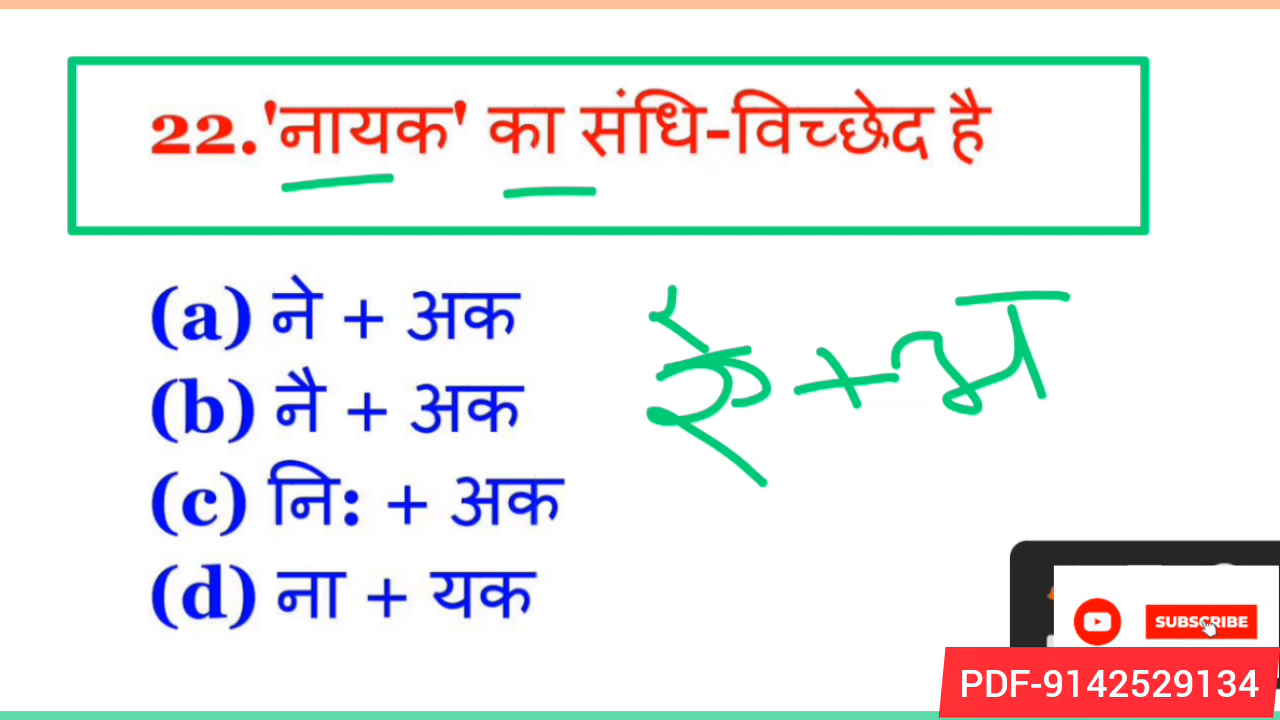 22.'नायक' का संधि-विच्छेद है
(a) ने + अक
(b) नै + अक
(c) नि: + अक
(d) ना + यक
ऐ + अ
SUBSCRIBE
PDF-9142529134